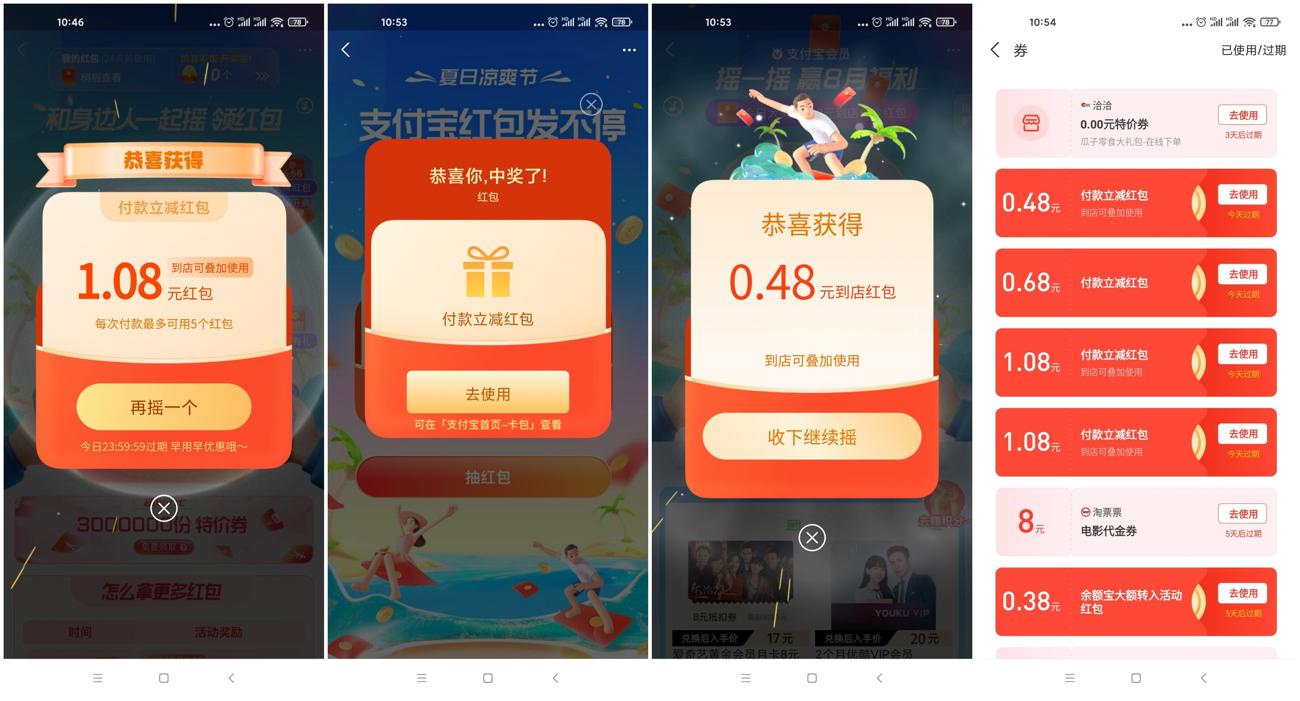 10:46
78
我的红包
稍后查看
0个
和身边人一起摇 领红包
恭喜获得
付款立减红包
1.08
到店可叠加使用
元红包
每次付款最多可用5个红包
再摇一个
今日23:59:59过期 早用早优惠哦～
3000000份 特价券
怎么拿更多红包
时间
活动奖励
10:53
78
夏日凉爽节
支付宝红包发不停
恭喜你,中奖了!
红包
付款立减红包
去使用
可在「支付宝首页-卡包」查看
抽红包
10:53
78
支付宝会员
摇一摇 赢8月福利
恭喜获得
0.48元到店红包
到店可叠加使用
收下继续摇
8元抵扣券
YOUKU VIP
兑换后入手价 17元
兑换后入手价 20元
爱奇艺黄金会员月卡8元
2个月优酷VIP会员
10:54
77
券
已使用/过期
洽洽
0.00元特价券
瓜子零食大礼包-在线下单
去使用
3天后过期
0.48元
付款立减红包
到店可叠加使用
去使用
今天过期
0.68元
付款立减红包
去使用
今天过期
1.08元
付款立减红包
到店可叠加使用
去使用
今天过期
1.08元
付款立减红包
到店可叠加使用
去使用
今天过期
8元
淘票票
电影代金券
去使用
5天后过期
0.38元
余额宝大额转入活动
红包
去使用
5天后过期